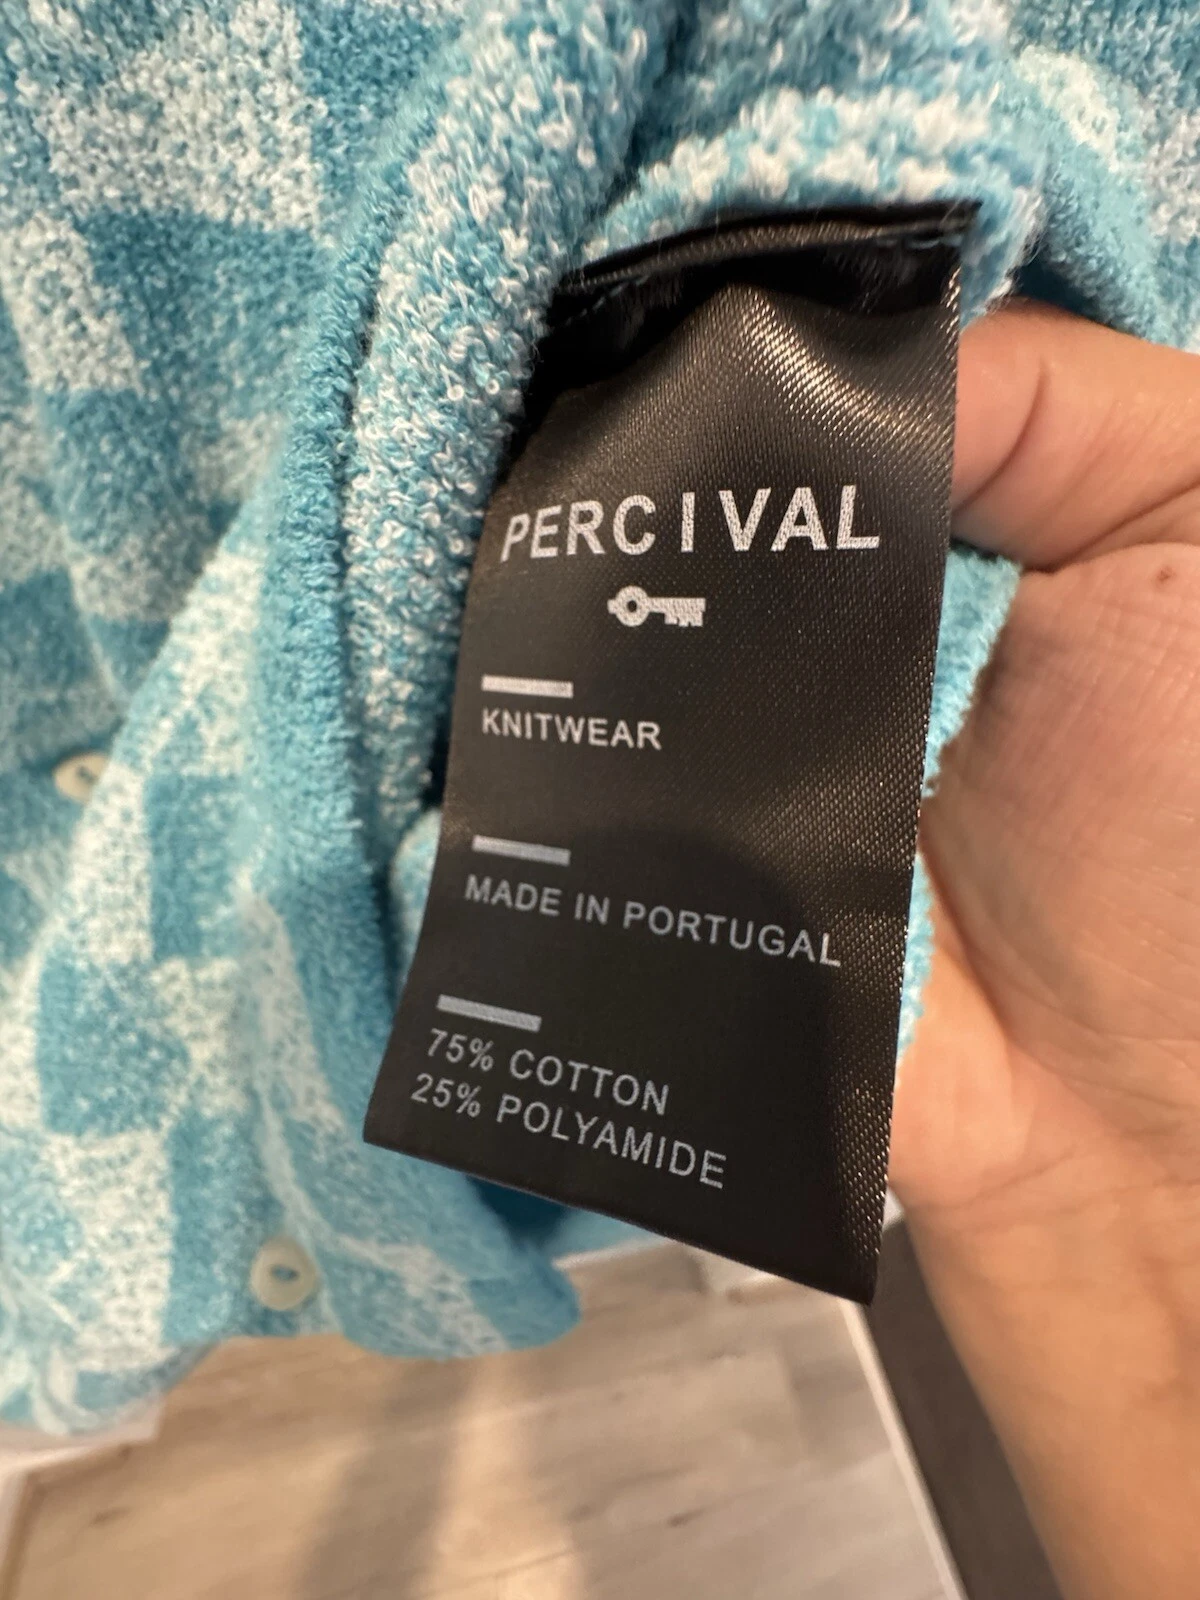 PERCIVAL
KNITWEAR
MADE IN PORTUGAL
75% COTTON
25% POLYAMIDE